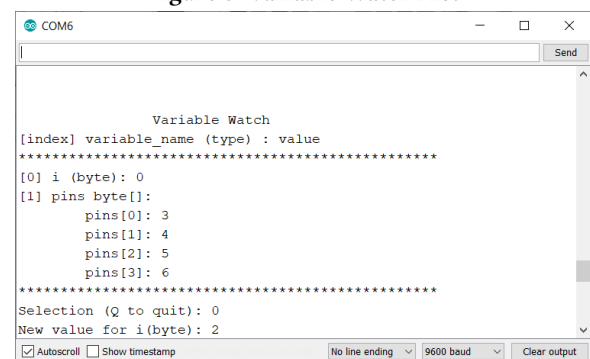 COM6
Send
Variable Watch
[index] variable_name (type) : value
**************************************************
[0] i (byte): 0
[1] pins byte[]:
pins[0]: 3
pins[1]: 4
pins[2]: 5
pins[3]: 6
**************************************************
Selection (Q to quit): 0
New value for i(byte): 2
Autoscroll Show timestamp No line ending 9600 baud Clear output